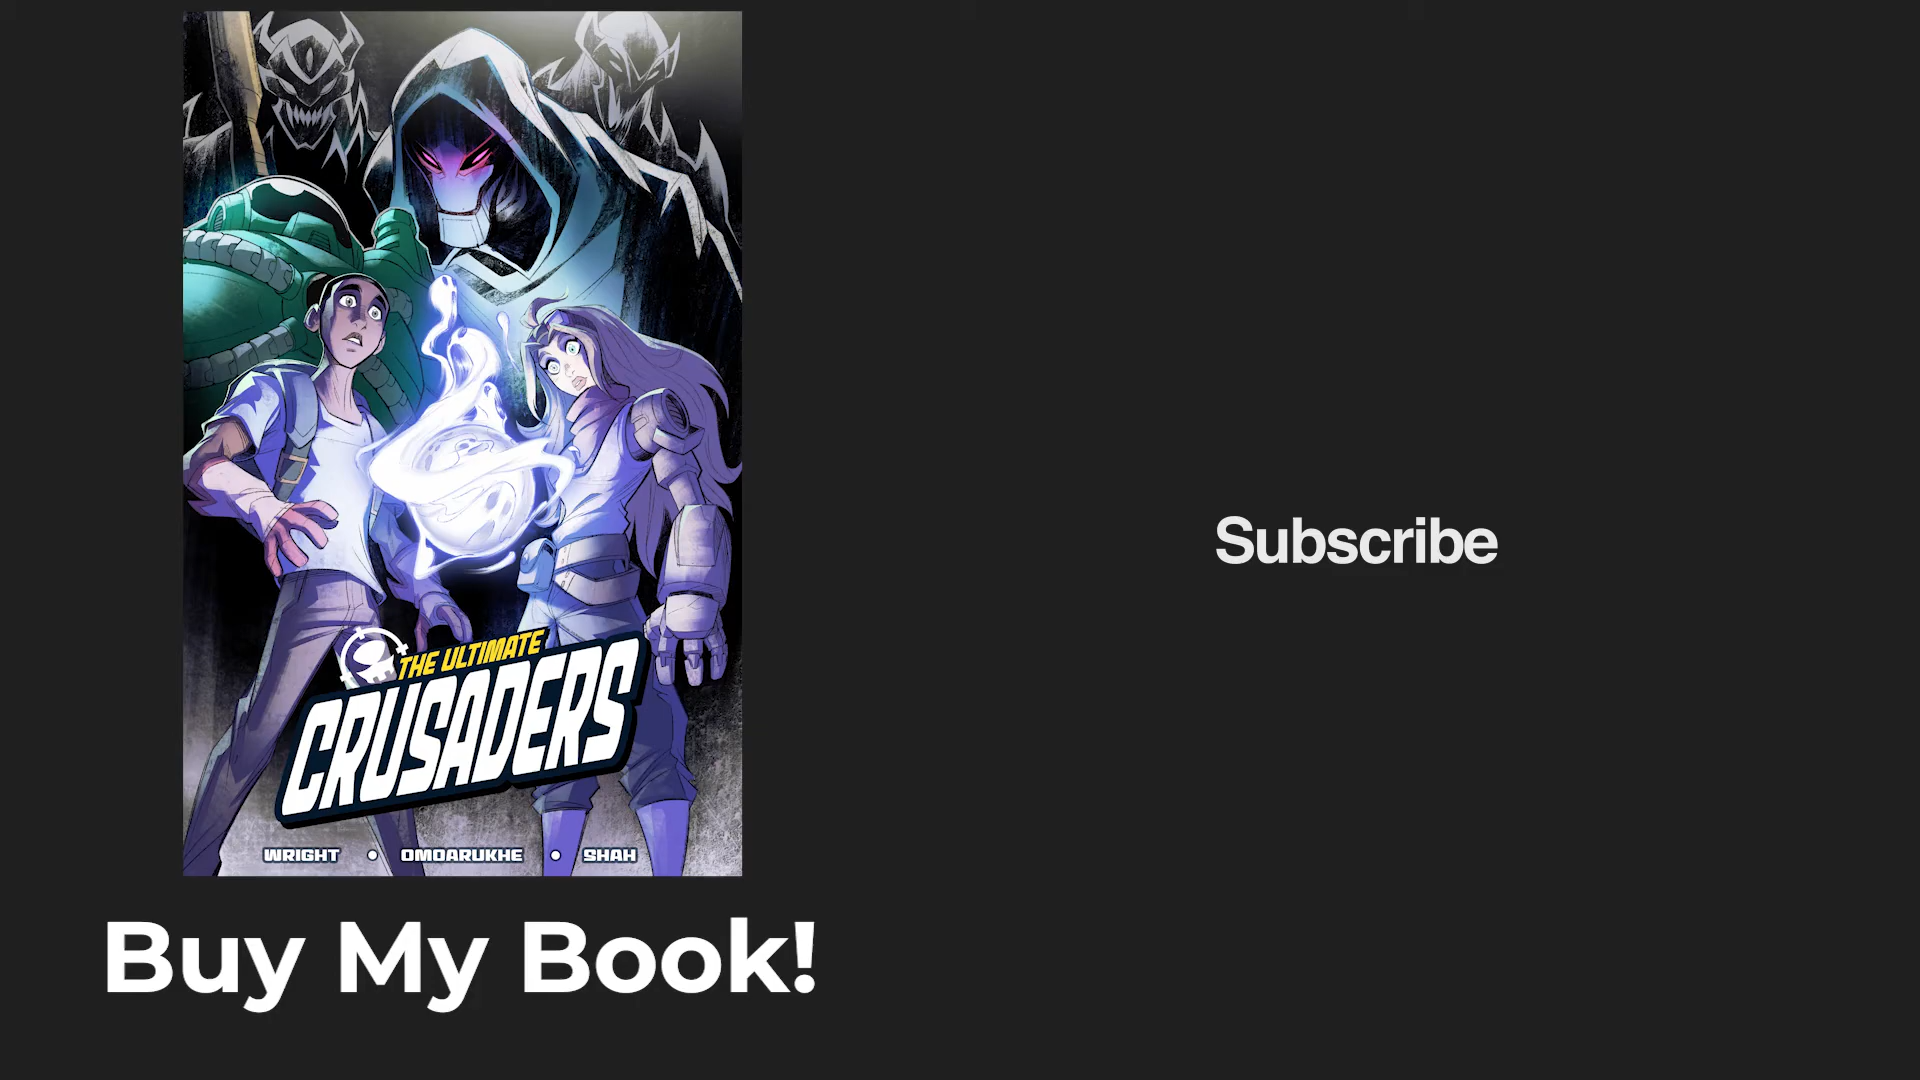 THE ULTIMATE
CRUSADERS
WRIGHT • OMOARUKHE • SHAH
Buy My Book!
Subscribe